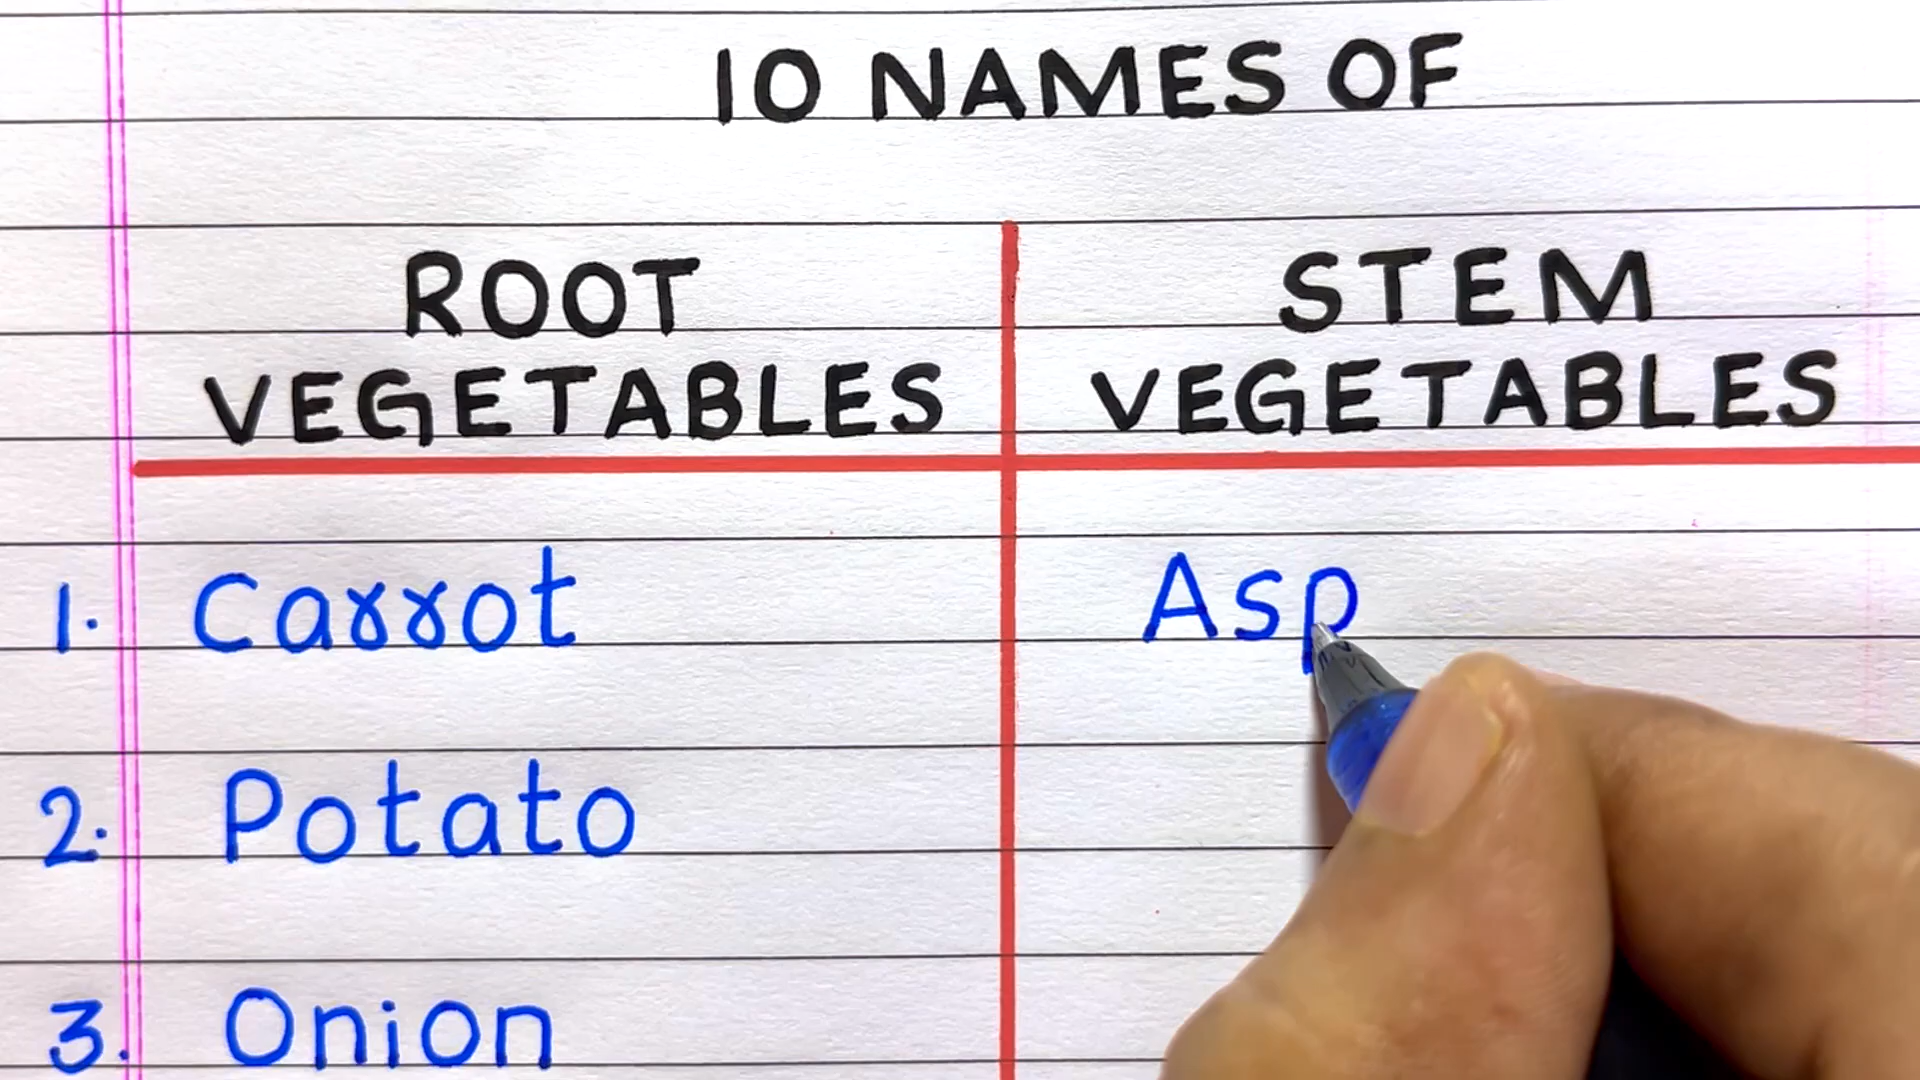 10 NAMES OF
ROOT VEGETABLES
STEM VEGETABLES
1. Carrot
Asp
2. Potato
3. Onion